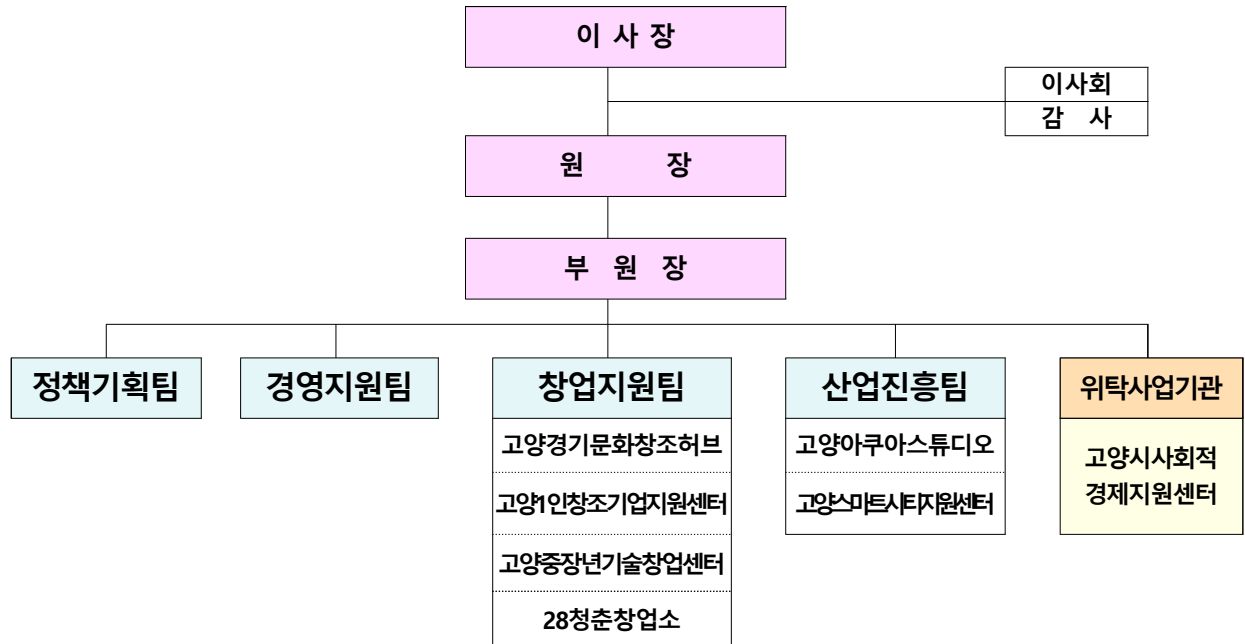 이 사 장
이사회
감 사
원 장
부 원 장
정책기획팀
경영지원팀
창업지원팀
산업진흥팀
위탁사업기관
고양경기문화창조허브
고양1인창조기업지원센터
고양중장년기술창업센터
28청춘창업소
고양아쿠아스튜디오
고양스마트시티지원센터
고양시사회적
경제지원센터